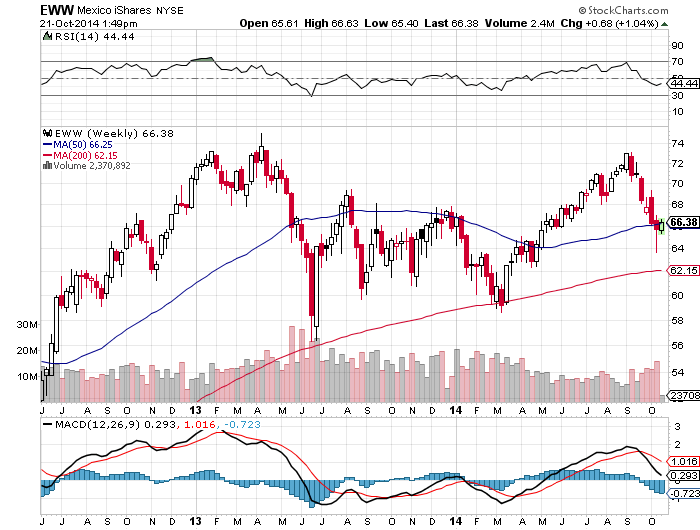 EWW Mexico iShares NYSE © StockCharts.com
21-Oct-2014 1:49pm Open 65.61 High 66.63 Low 65.40 Last 66.38 Volume 2.4M Chg +0.68 (+1.04%)
RSI(14) 44.44
90
70
50
44.44
30
10
EWW (Weekly) 66.38
MA(50) 66.25
MA(200) 62.15
Volume 2,370,892
74
72
70
68
66.38
64
62.15
60
58
56
54
30M
20M
10M
23708
J J A S O N D 13 F M A M J J A S O N D 14 F M A M J J A S O
MACD(12,26,9) 0.293, 1.016, -0.723
2
1
0
-1
1.016
0.293
-0.723
J J A S O N D 13 F M A M J J A S O N D 14 F M A M J J A S O